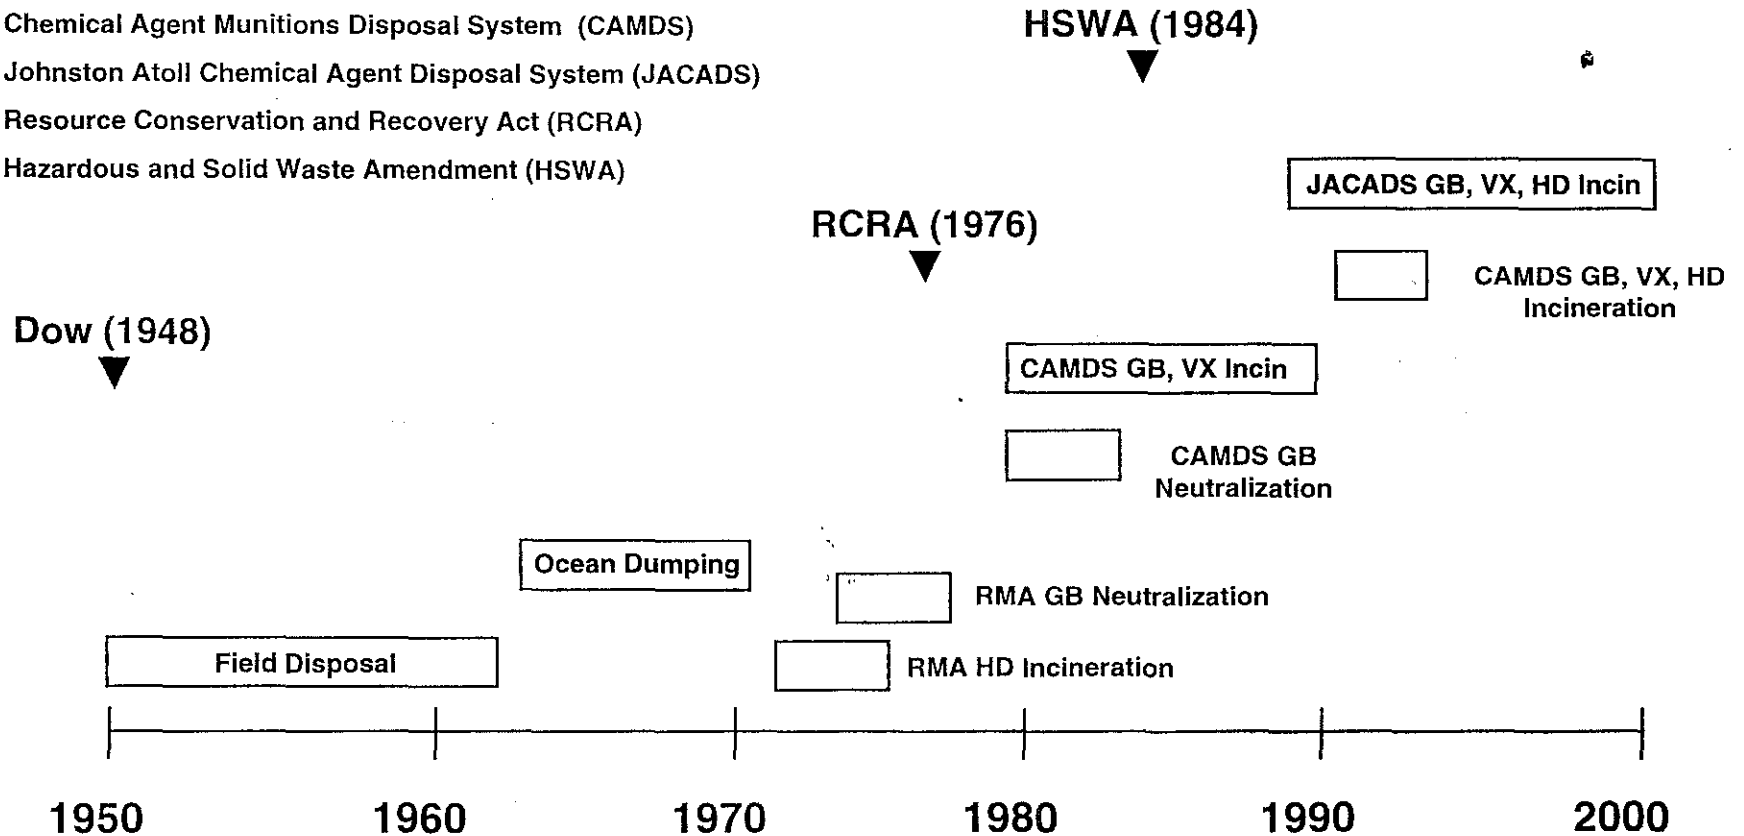 Chemical Agent Munitions Disposal System (CAMDS)
HSWA (1984)
Johnston Atoll Chemical Agent Disposal System (JACADS)
Resource Conservation and Recovery Act (RCRA)
Hazardous and Solid Waste Amendment (HSWA)
JACADS GB, VX, HD Incin
RCRA (1976)
CAMDS GB, VX, HD
Incineration
Dow (1948)
CAMDS GB, VX Incin
CAMDS GB
Neutralization
Ocean Dumping
RMA GB Neutralization
Field Disposal
RMA HD Incineration
1950 1960 1970 1980 1990 2000